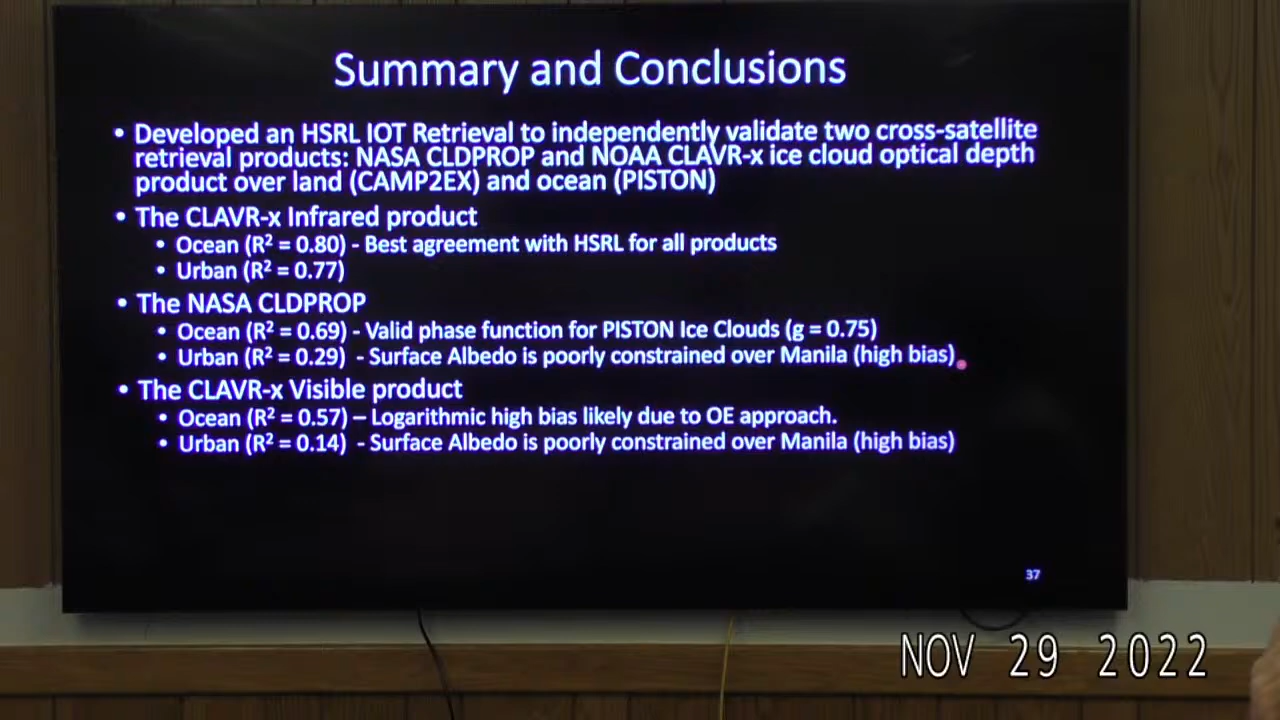 Summary and Conclusions
• Developed an HSRL IOT Retrieval to independently validate two cross-satellite
retrieval products: NASA CLDPROP and NOAA CLAVR-x ice cloud optical depth
product over land (CAMP2EX) and ocean (PISTON)
• The CLAVR-x Infrared product
• Ocean (R² = 0.80) - Best agreement with HSRL for all products
• Urban (R² = 0.77)
• The NASA CLDPROP
• Ocean (R² = 0.69) - Valid phase function for PISTON Ice Clouds (g = 0.75)
• Urban (R² = 0.29) - Surface Albedo is poorly constrained over Manila (high bias)
• The CLAVR-x Visible product
• Ocean (R² = 0.57) – Logarithmic high bias likely due to OE approach.
• Urban (R² = 0.14) - Surface Albedo is poorly constrained over Manila (high bias)
37
NOV 29 2022